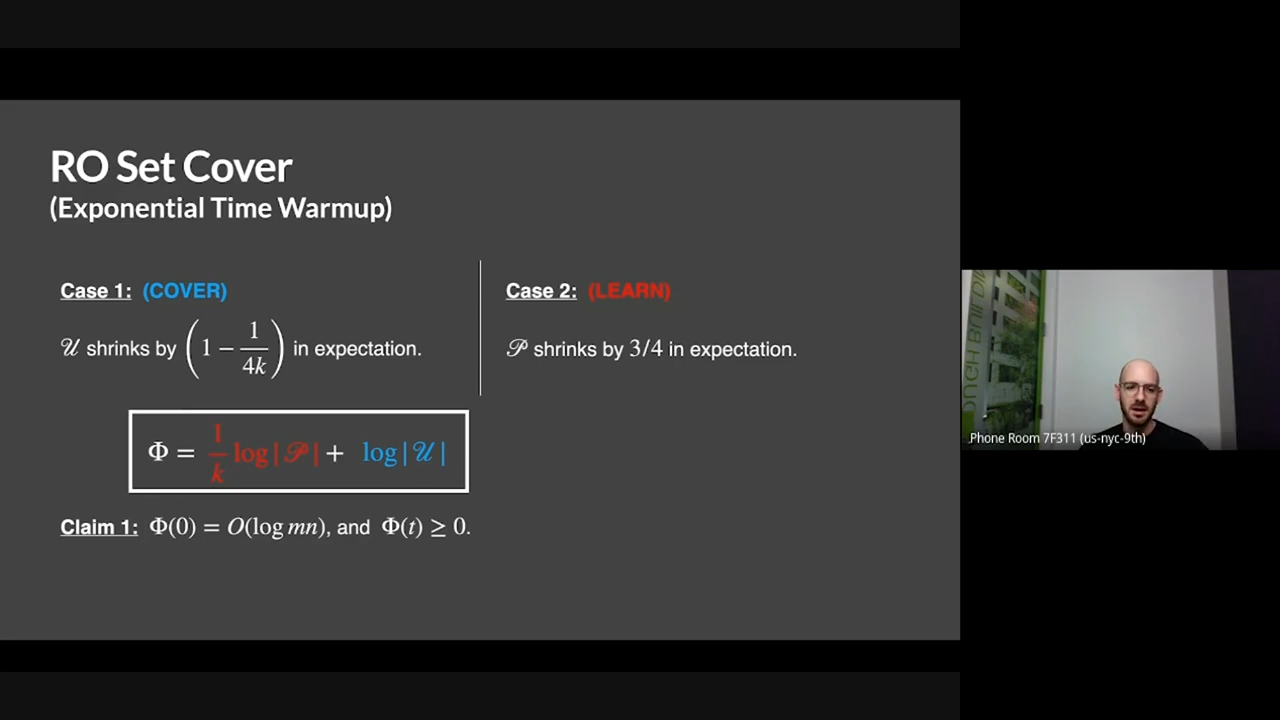 RO Set Cover
(Exponential Time Warmup)
Case 1: (COVER)
𝒰 shrinks by (1 − 1/4k) in expectation.
Case 2: (LEARN)
𝒫 shrinks by 3/4 in expectation.
Φ = 1/k log|𝒫| + log|𝒰|
Claim 1: Φ(0) = O(log mn), and Φ(t) ≥ 0.
Phone Room 7F311 (us-nyc-9th)